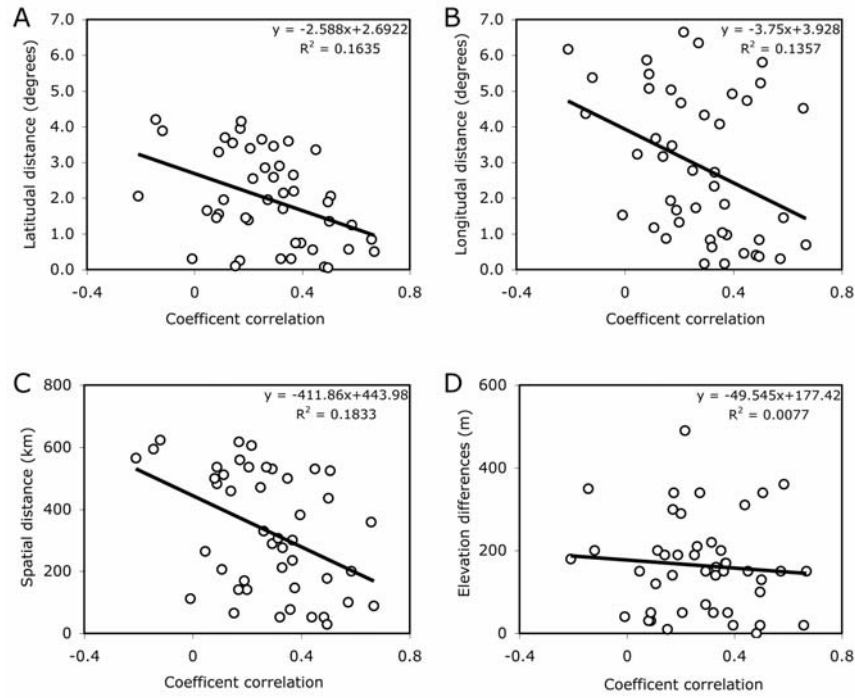 A
y = -2.588x+2.6922
R² = 0.1635
7.0
6.0
5.0
4.0
3.0
2.0
1.0
0.0
Latitudal distance (degrees)
-0.4 0 0.4 0.8
Coefficent correlation
B
y = -3.75x+3.928
R² = 0.1357
7.0
6.0
5.0
4.0
3.0
2.0
1.0
0.0
Longitudal distance (degrees)
-0.4 0 0.4 0.8
Coefficent correlation
C
y = -411.86x+443.98
R² = 0.1833
800
600
400
200
0
Spatial distance (km)
-0.4 0 0.4 0.8
Coefficent correlation
D
y = -49.545x+177.42
R² = 0.0077
600
400
200
0
Elevation differences (m)
-0.4 0 0.4 0.8
Coefficent correlation